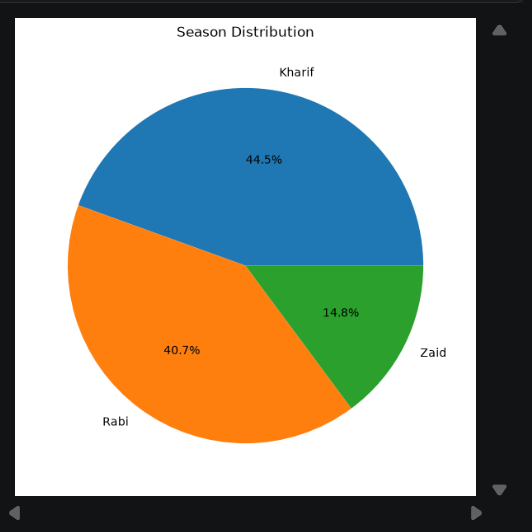 Season Distribution
Kharif
44.5%
14.8%
40.7%
Zaid
Rabi